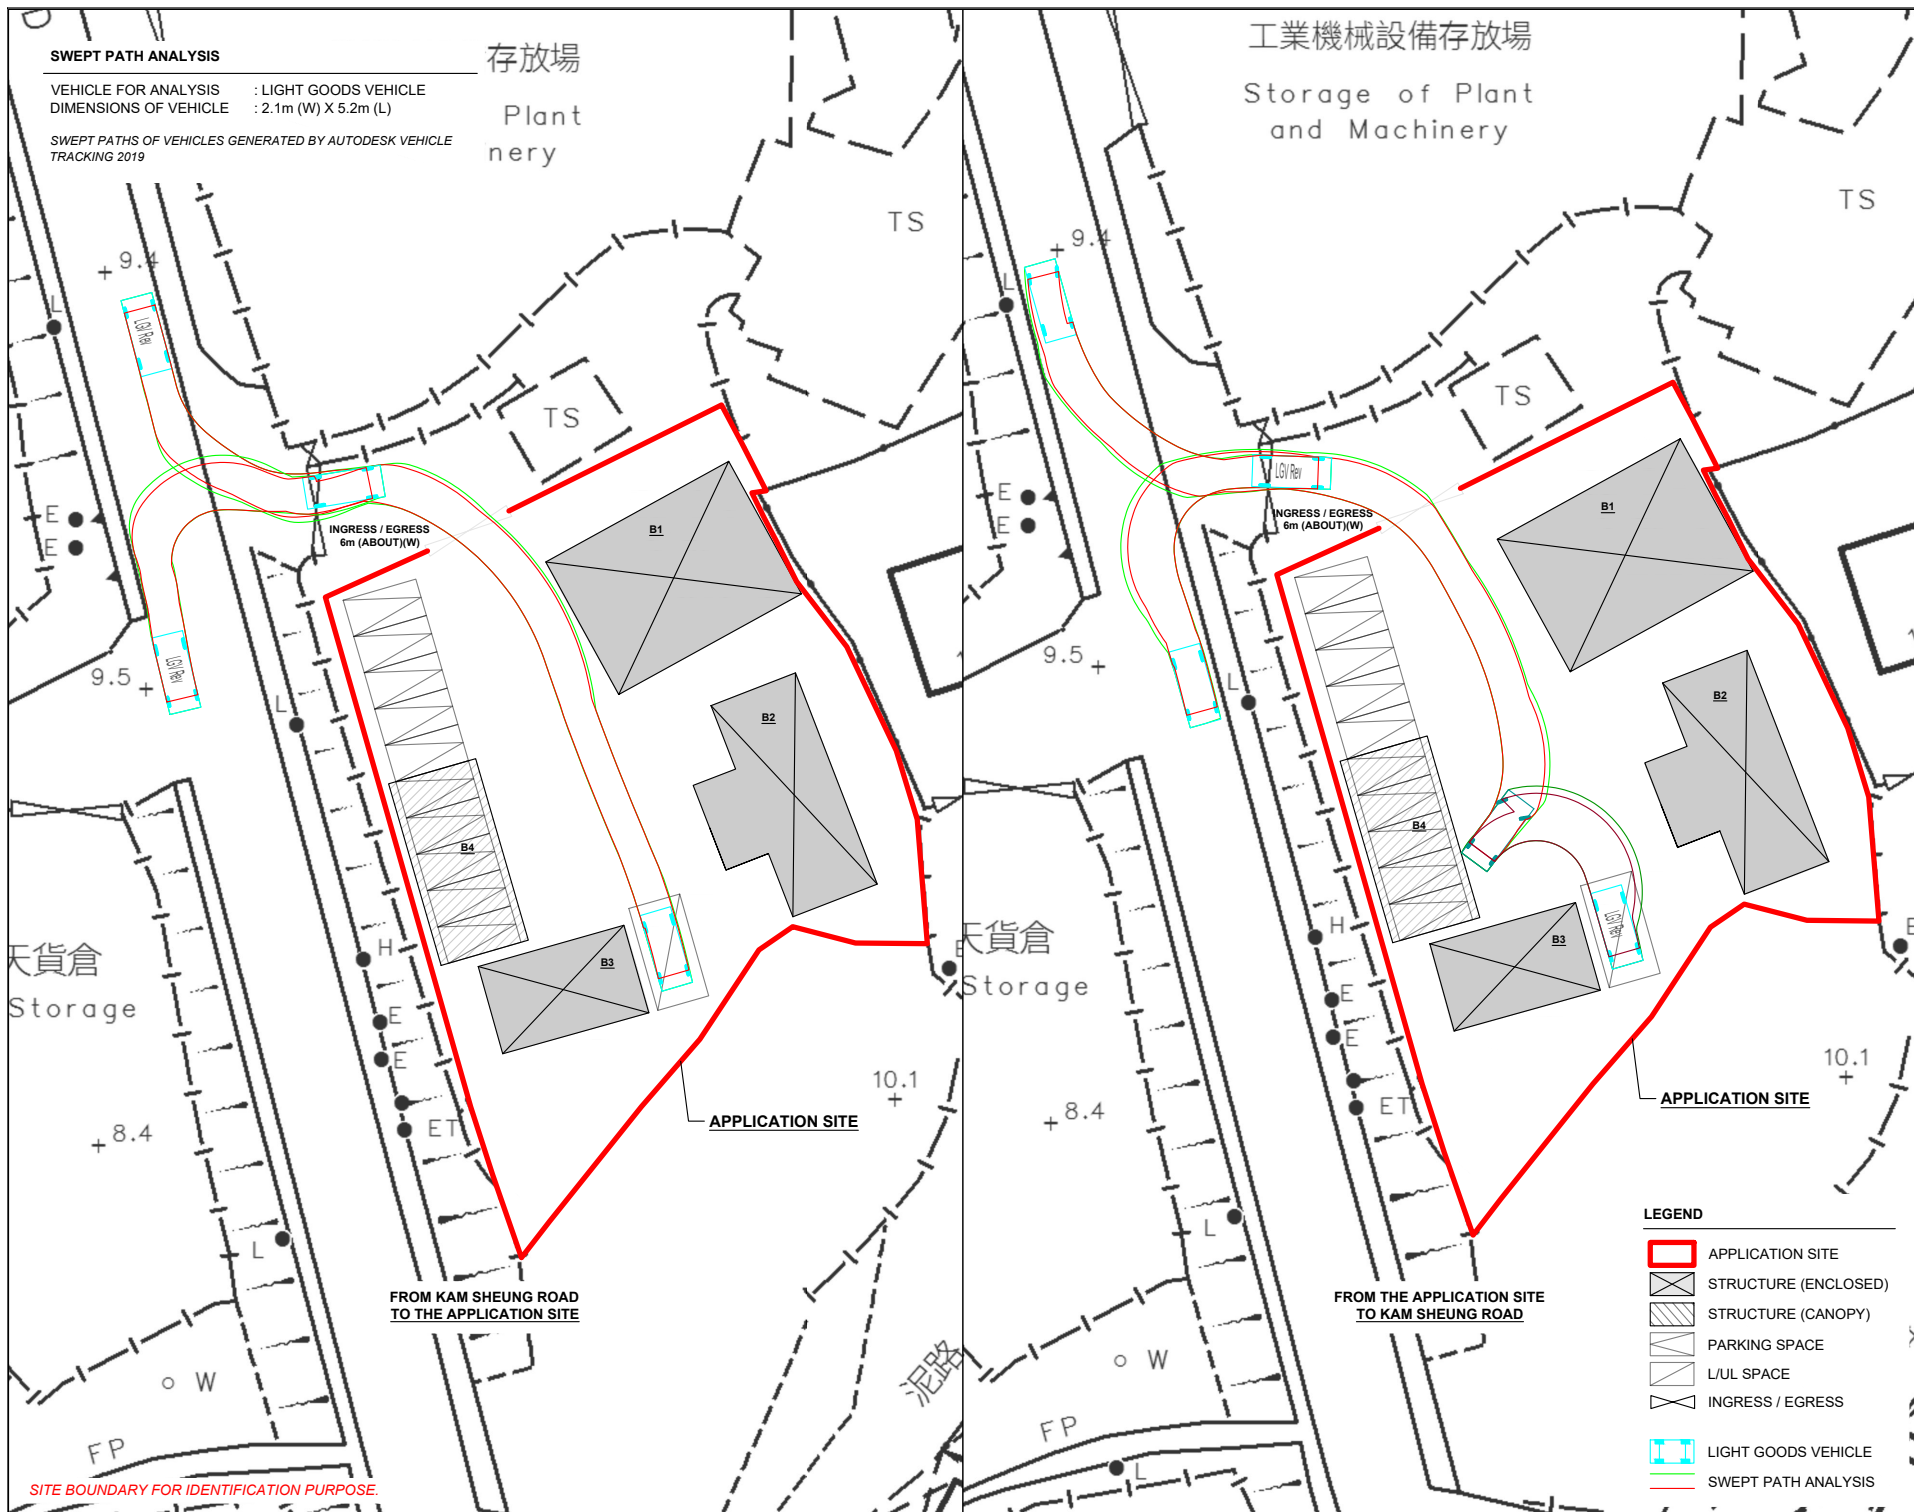 SWEPT PATH ANALYSIS
VEHICLE FOR ANALYSIS : LIGHT GOODS VEHICLE
DIMENSIONS OF VEHICLE : 2.1m (W) X 5.2m (L)
SWEPT PATHS OF VEHICLES GENERATED BY AUTODESK VEHICLE
TRACKING 2019
存放場
Plant
nery
TS
9.4
L
LGV Rev
TS
E
E
INGRESS / EGRESS
6m (ABOUT)(W)
B1
LGV Rev
9.5
L
B2
B4
H
B3
天貨倉
Storage
E
E
E
10.1
ET
8.4
APPLICATION SITE
L
FROM KAM SHEUNG ROAD
TO THE APPLICATION SITE
W
泥路
FP
SITE BOUNDARY FOR IDENTIFICATION PURPOSE.
工業機械設備存放場
Storage of Plant
and Machinery
TS
9.4
L
TS
LGV Rev
E
E
INGRESS / EGRESS
6m (ABOUT)(W)
B1
9.5
L
B2
B4
LGV Rev
H
B3
E
天貨倉
Storage
E
E
10.1
ET
8.4
APPLICATION SITE
L
FROM THE APPLICATION SITE
TO KAM SHEUNG ROAD
W
FP
L
LEGEND
APPLICATION SITE
STRUCTURE (ENCLOSED)
STRUCTURE (CANOPY)
PARKING SPACE
L/UL SPACE
INGRESS / EGRESS
LIGHT GOODS VEHICLE
SWEPT PATH ANALYSIS